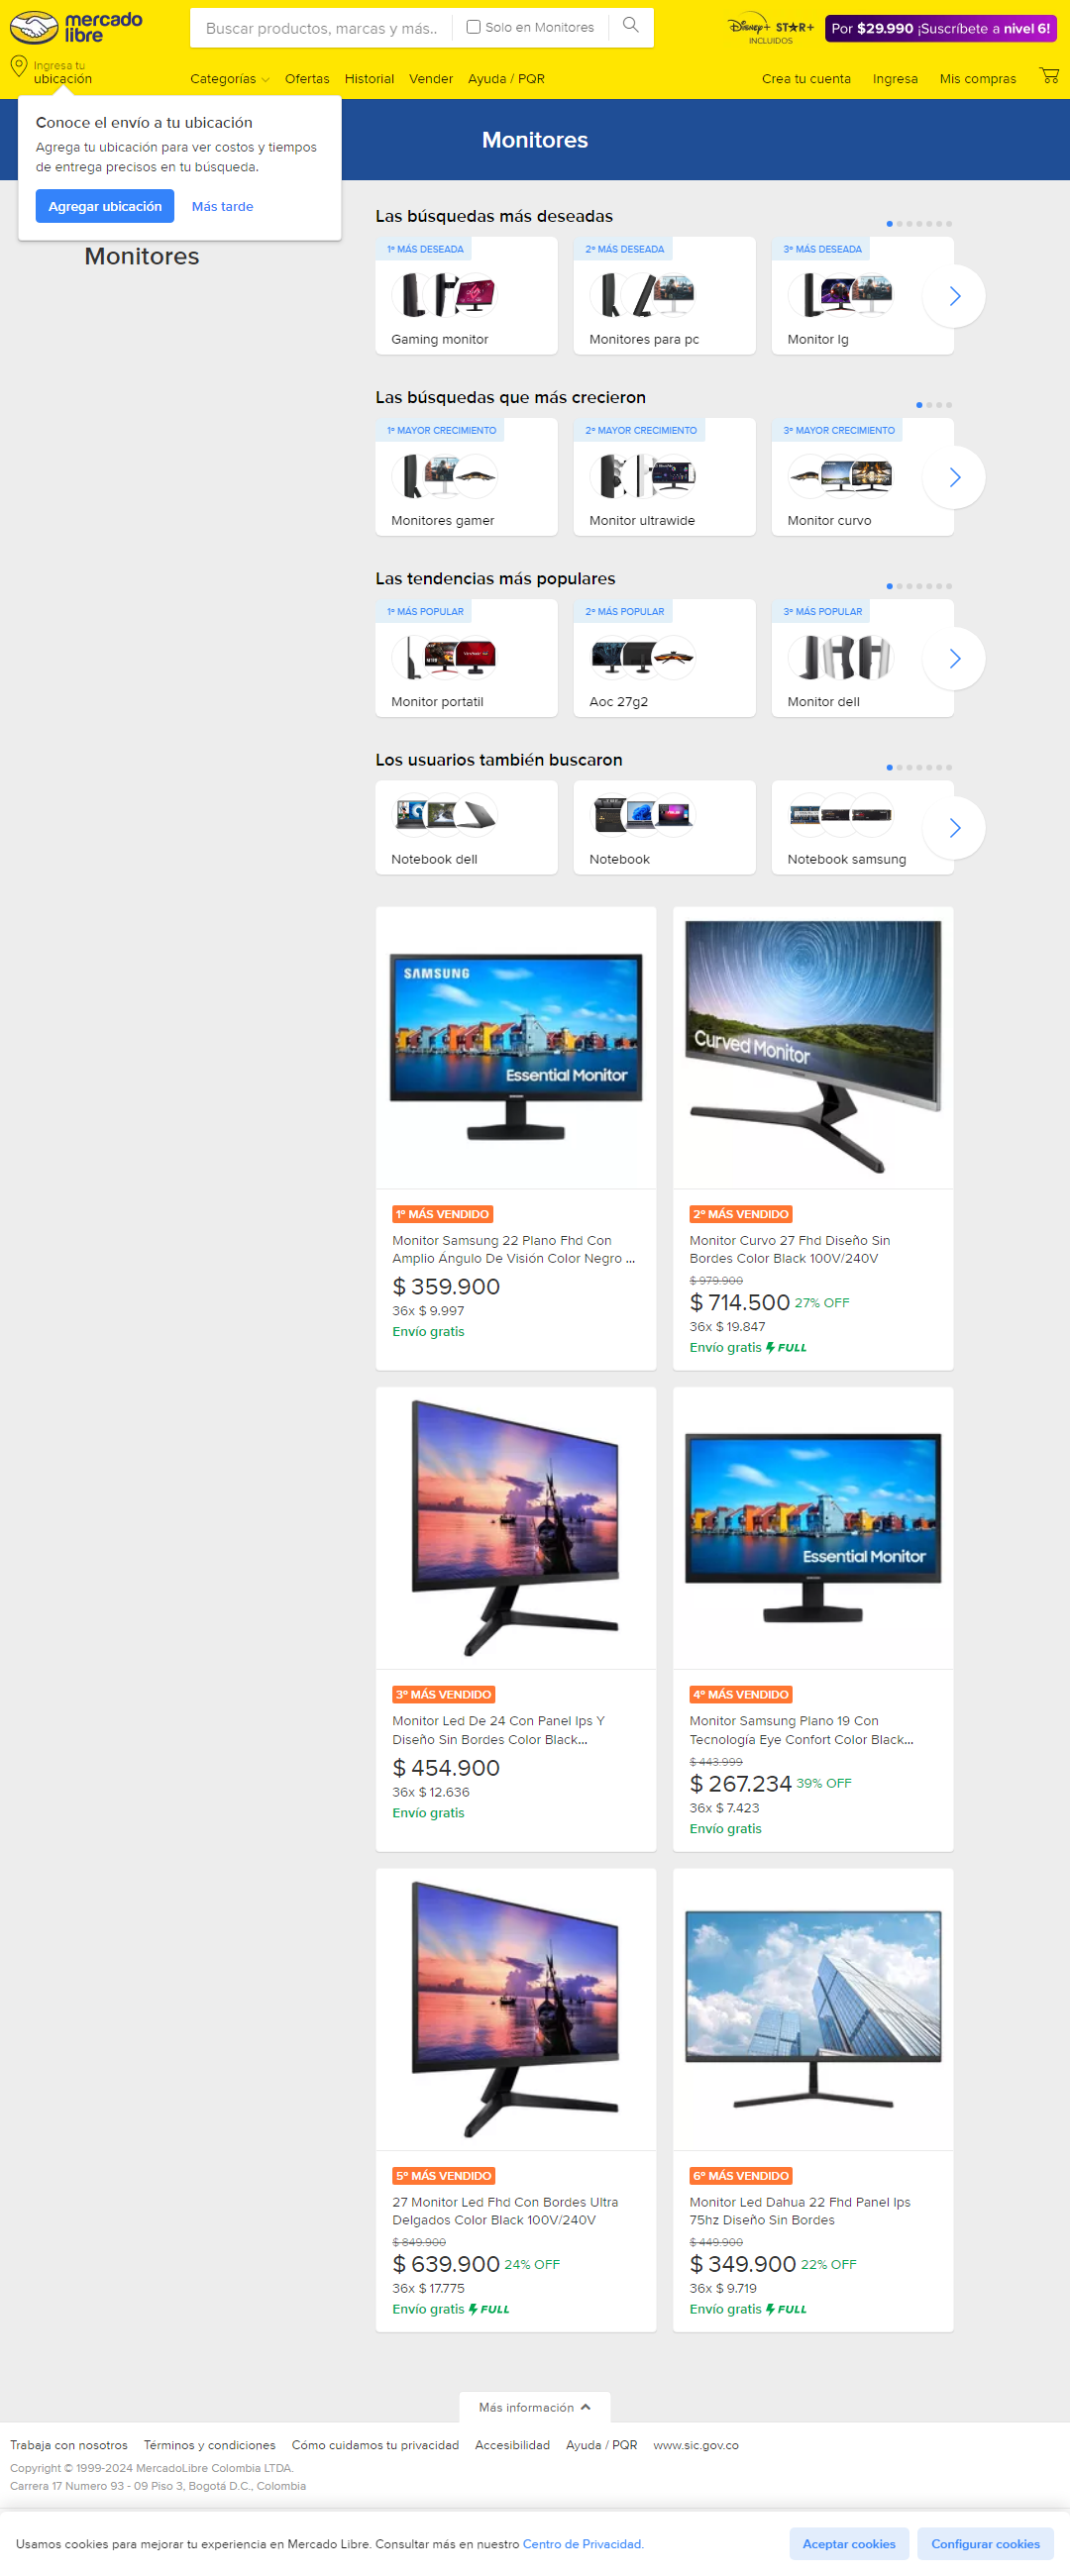 mercado
libre
Buscar productos, marcas y más..
Solo en Monitores
Disney+ STAR+
INCLUIDOS
Por $29.990 ¡Suscríbete a nivel 6!
Ingresa tu
ubicación
Categorías
Ofertas
Historial
Vender
Ayuda / PQR
Crea tu cuenta
Ingresa
Mis compras
Conoce el envío a tu ubicación
Agrega tu ubicación para ver costos y tiempos
de entrega precisos en tu búsqueda.
Agregar ubicación
Más tarde
Monitores
Monitores
Las búsquedas más deseadas
1º MÁS DESEADA
2º MÁS DESEADA
3º MÁS DESEADA
Gaming monitor
Monitores para pc
Monitor lg
Las búsquedas que más crecieron
1º MAYOR CRECIMIENTO
2º MAYOR CRECIMIENTO
3º MAYOR CRECIMIENTO
Monitores gamer
Monitor ultrawide
Monitor curvo
Las tendencias más populares
1º MÁS POPULAR
2º MÁS POPULAR
3º MÁS POPULAR
Monitor portatil
Aoc 27g2
Monitor dell
Los usuarios también buscaron
Notebook dell
Notebook
Notebook samsung
SAMSUNG
Essential Monitor
Curved Monitor
1º MÁS VENDIDO
Monitor Samsung 22 Plano Fhd Con
Amplio Ángulo De Visión Color Negro ...
$ 359.900
36x $ 9.997
Envío gratis
2º MÁS VENDIDO
Monitor Curvo 27 Fhd Diseño Sin
Bordes Color Black 100V/240V
$ 979.900
$ 714.500 27% OFF
36x $ 19.847
Envío gratis FULL
Essential Monitor
3º MÁS VENDIDO
Monitor Led De 24 Con Panel Ips Y
Diseño Sin Bordes Color Black...
$ 454.900
36x $ 12.636
Envío gratis
4º MÁS VENDIDO
Monitor Samsung Plano 19 Con
Tecnología Eye Confort Color Black...
$ 443.999
$ 267.234 39% OFF
36x $ 7.423
Envío gratis
5º MÁS VENDIDO
27 Monitor Led Fhd Con Bordes Ultra
Delgados Color Black 100V/240V
$ 849.900
$ 639.900 24% OFF
36x $ 17.775
Envío gratis FULL
6º MÁS VENDIDO
Monitor Led Dahua 22 Fhd Panel Ips
75hz Diseño Sin Bordes
$ 449.900
$ 349.900 22% OFF
36x $ 9.719
Envío gratis FULL
Más información
Trabaja con nosotros
Términos y condiciones
Cómo cuidamos tu privacidad
Accesibilidad
Ayuda / PQR
www.sic.gov.co
Copyright © 1999-2024 MercadoLibre Colombia LTDA.
Carrera 17 Numero 93 - 09 Piso 3, Bogotá D.C., Colombia
Usamos cookies para mejorar tu experiencia en Mercado Libre. Consultar más en nuestro Centro de Privacidad.
Aceptar cookies
Configurar cookies